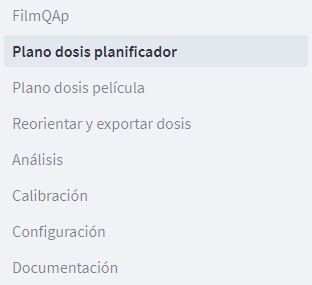 FilmQAp
Plano dosis planificador
Plano dosis película
Reorientar y exportar dosis
Análisis
Calibración
Configuración
Documentación